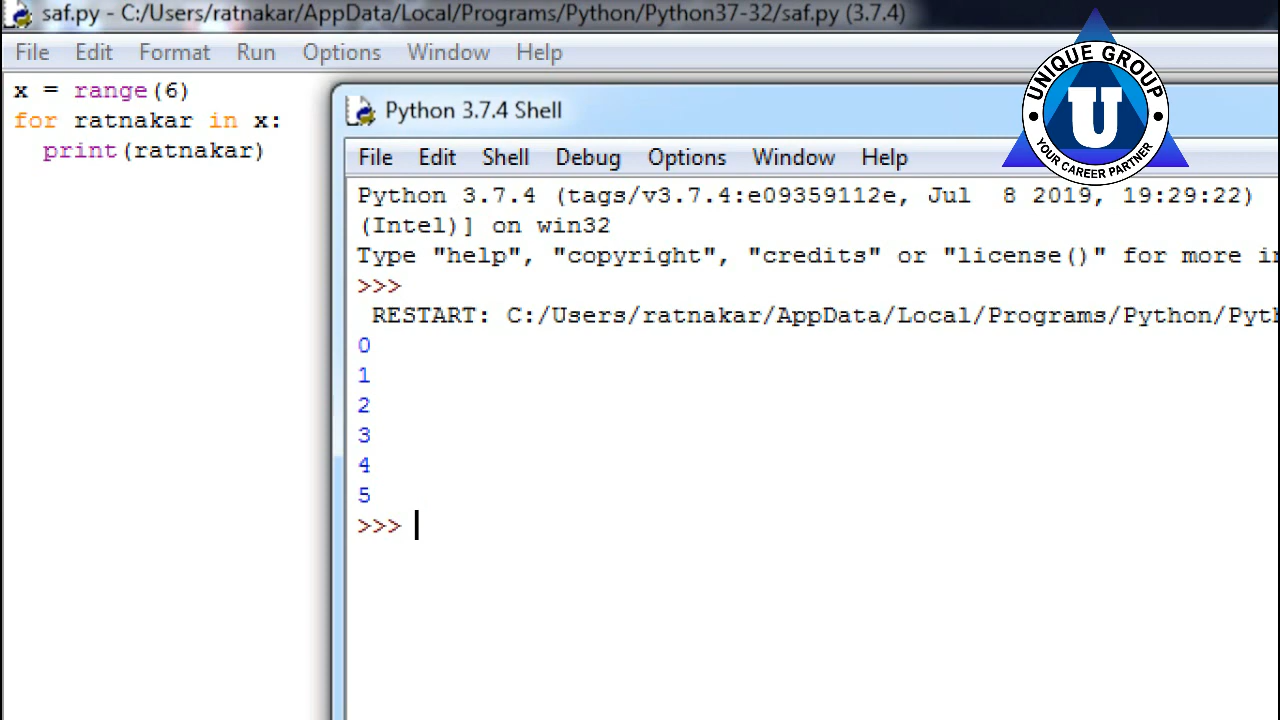 saf.py - C:/Users/ratnakar/AppData/Local/Programs/Python/Python37-32/saf.py (3.7.4)
File Edit Format Run Options Window Help
x = range(6)
for ratnakar in x:
print(ratnakar)
Python 3.7.4 Shell
File Edit Shell Debug Options Window Help
Python 3.7.4 (tags/v3.7.4:e09359112e, Jul 8 2019, 19:29:22)
(Intel)] on win32
Type "help", "copyright", "credits" or "license()" for more in
>>>
RESTART: C:/Users/ratnakar/AppData/Local/Programs/Python/Pyth
0
1
2
3
4
5
>>>
UNIQUE GROUP
U
YOUR CAREER PARTNER